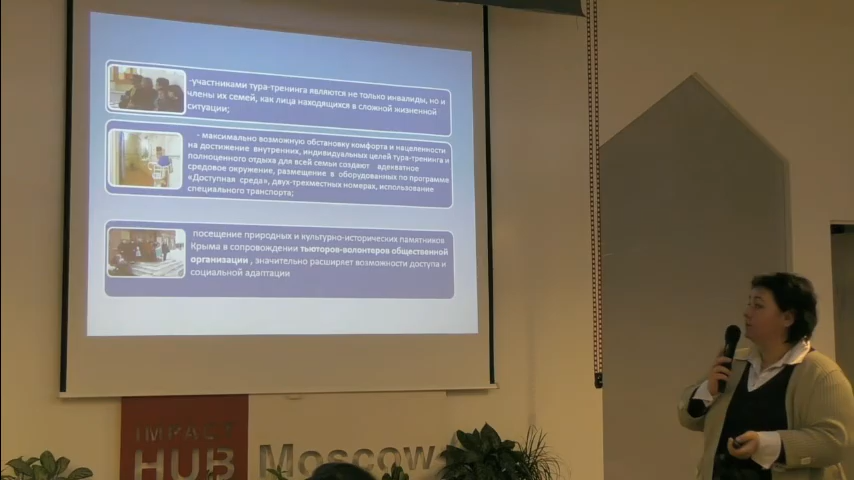 -участниками тура-тренинга являются не только инвалиды, но и
члены их семей, как лица находящихся в сложной жизненной
ситуации;
- максимально возможную обстановку комфорта и нацеленности
на достижение внутренних, индивидуальных целей тура-тренинга и
полноценного отдыха для всей семьи создают адекватное
средовое окружение, размещение в оборудованных по программе
«Доступная среда», двух-трехместных номерах, использование
специального транспорта;
посещение природных и культурно-исторических памятников
Крыма в сопровождении тьюторов-волонтеров общественной
организации , значительно расширяет возможности доступа и
социальной адаптации
IMPACT
HUB Moscow